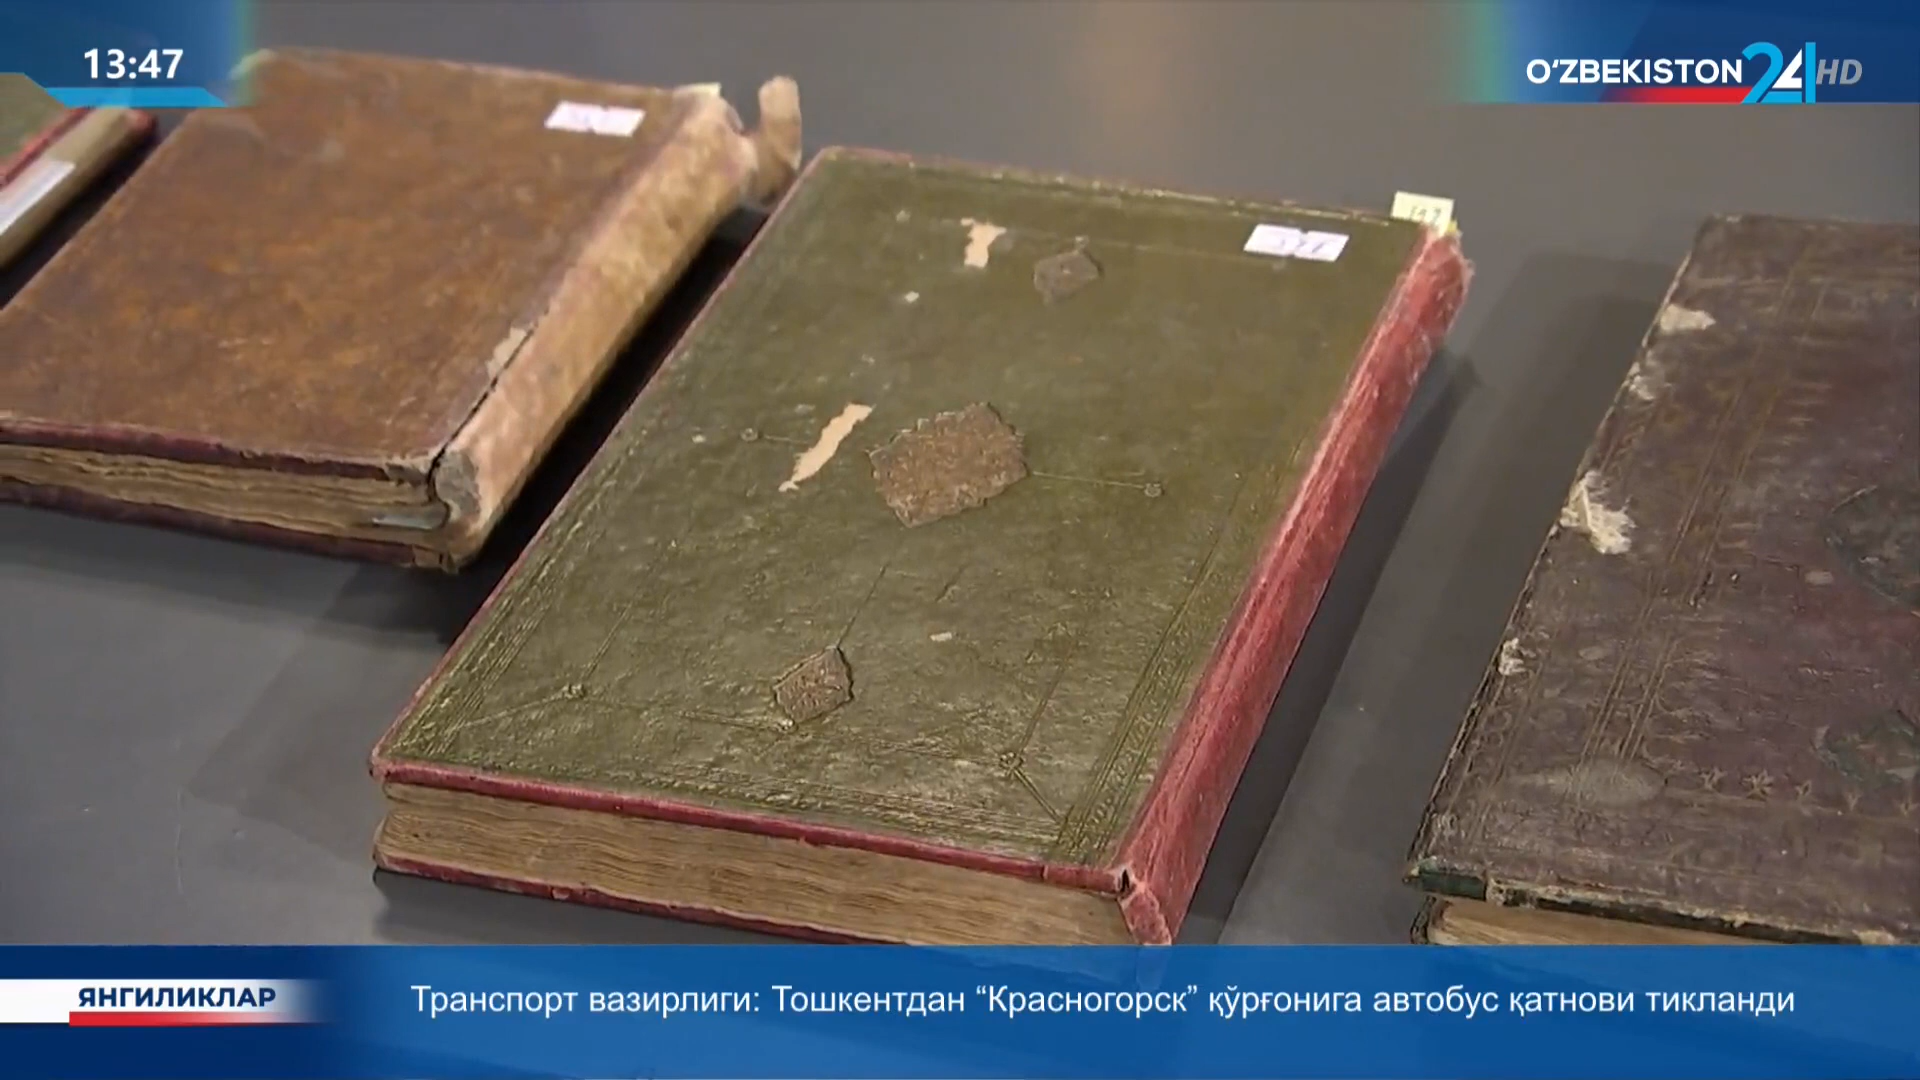 13:47
O‘ZBEKISTON 24 HD
ЯНГИЛИКЛАР
Транспорт вазирлиги: Тошкентдан “Красногорск” қўрғонига автобус қатнови тикланди